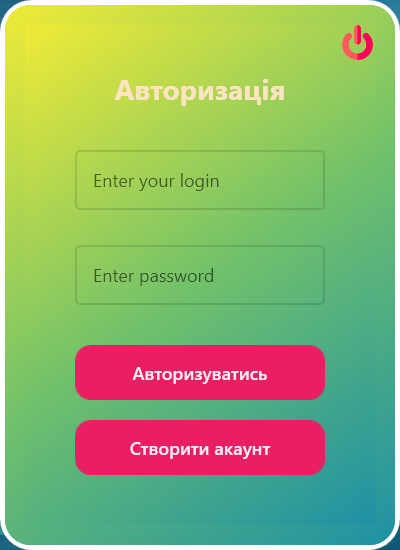 Авторизація
Enter your login
Enter password
Авторизуватись
Створити акаунт